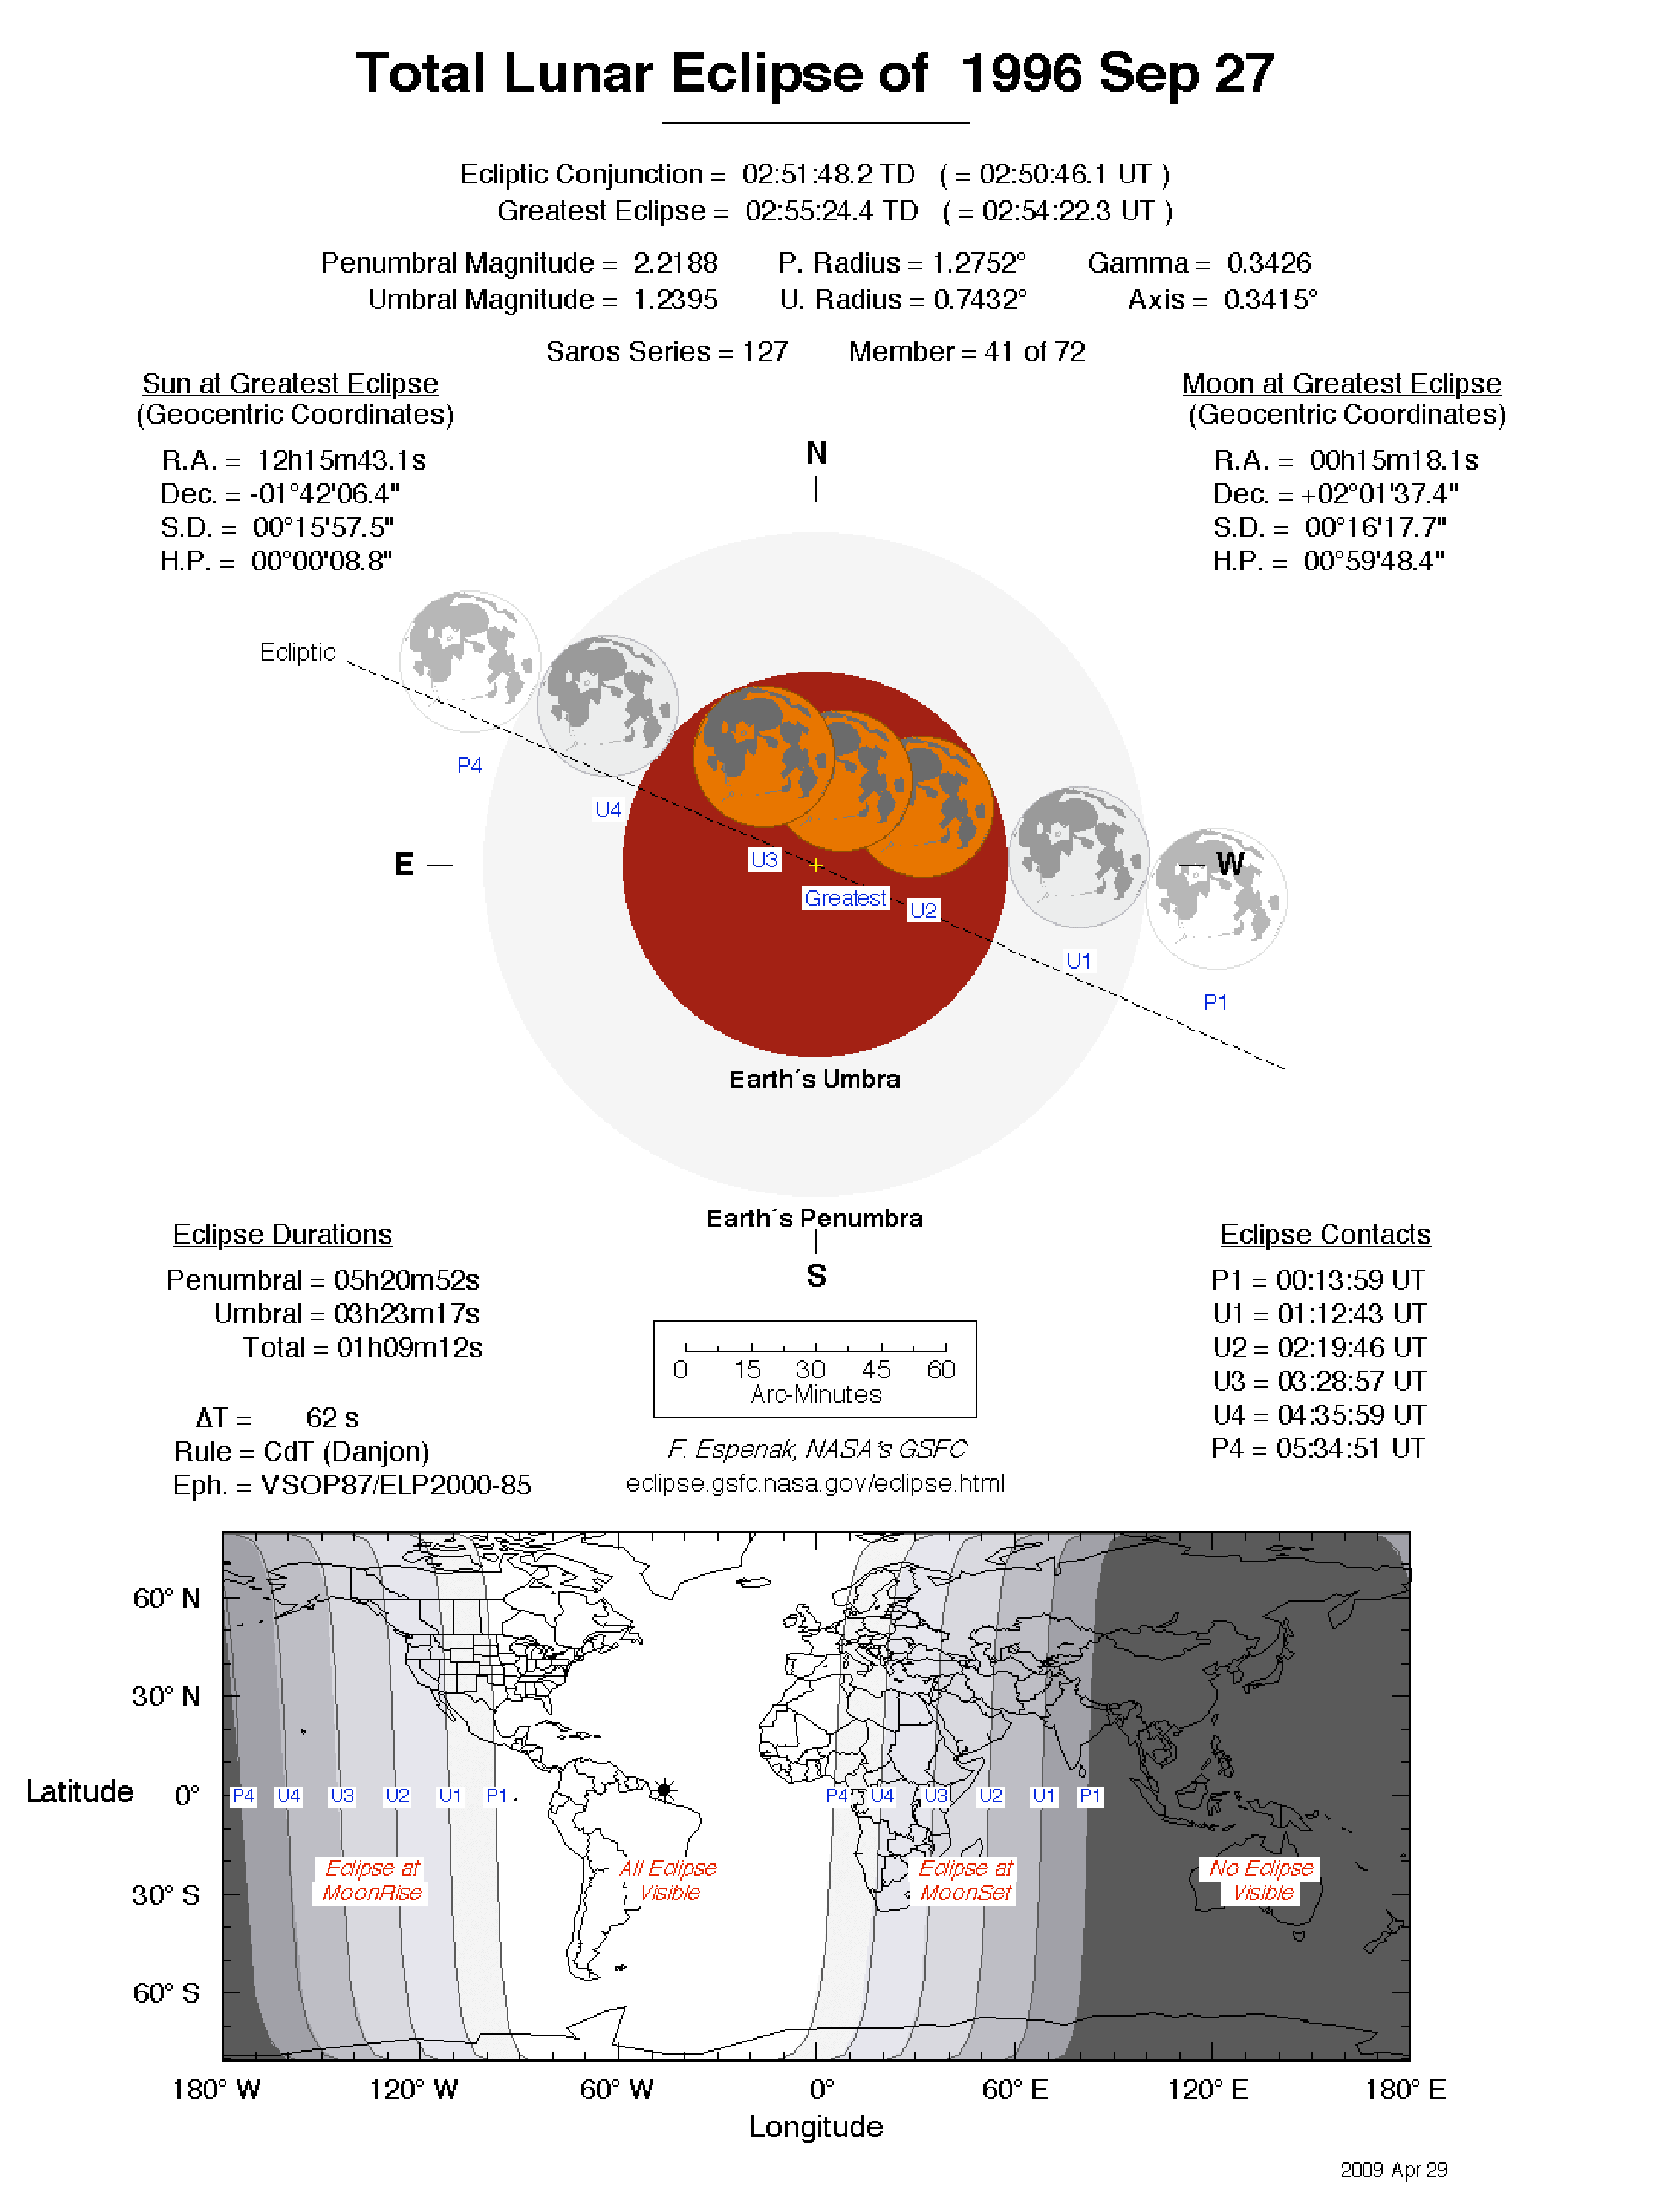 Total Lunar Eclipse of 1996 Sep 27
Ecliptic Conjunction = 02:51:48.2 TD ( = 02:50:46.1 UT )
Greatest Eclipse = 02:55:24.4 TD ( = 02:54:22.3 UT )
Penumbral Magnitude = 2.2188 P. Radius = 1.2752° Gamma = 0.3426
Umbral Magnitude = 1.2395 U. Radius = 0.7432° Axis = 0.3415°
Saros Series = 127 Member = 41 of 72
Sun at Greatest Eclipse
(Geocentric Coordinates)
R.A. = 12h15m43.1s
Dec. = -01°42'06.4"
S.D. = 00°15'57.5"
H.P. = 00°00'08.8"
Moon at Greatest Eclipse
(Geocentric Coordinates)
R.A. = 00h15m18.1s
Dec. = +02°01'37.4"
S.D. = 00°16'17.7"
H.P. = 00°59'48.4"
N
Ecliptic
P4
U4
E
W
U3
Greatest
U2
U1
P1
Earth´s Umbra
Earth´s Penumbra
S
Eclipse Durations
Penumbral = 05h20m52s
Umbral = 03h23m17s
Total = 01h09m12s
ΔT = 62 s
Rule = CdT (Danjon)
Eph. = VSOP87/ELP2000-85
0 15 30 45 60
Arc-Minutes
F. Espenak, NASA's GSFC
eclipse.gsfc.nasa.gov/eclipse.html
Eclipse Contacts
P1 = 00:13:59 UT
U1 = 01:12:43 UT
U2 = 02:19:46 UT
U3 = 03:28:57 UT
U4 = 04:35:59 UT
P4 = 05:34:51 UT
60° N
30° N
Latitude 0°
30° S
60° S
P4 U4 U3 U2 U1 P1 P4 U4 U3 U2 U1 P1
Eclipse at
MoonRise
All Eclipse
Visible
Eclipse at
MoonSet
No Eclipse
Visible
180° W 120° W 60° W 0° 60° E 120° E 180° E
Longitude
2009 Apr 29